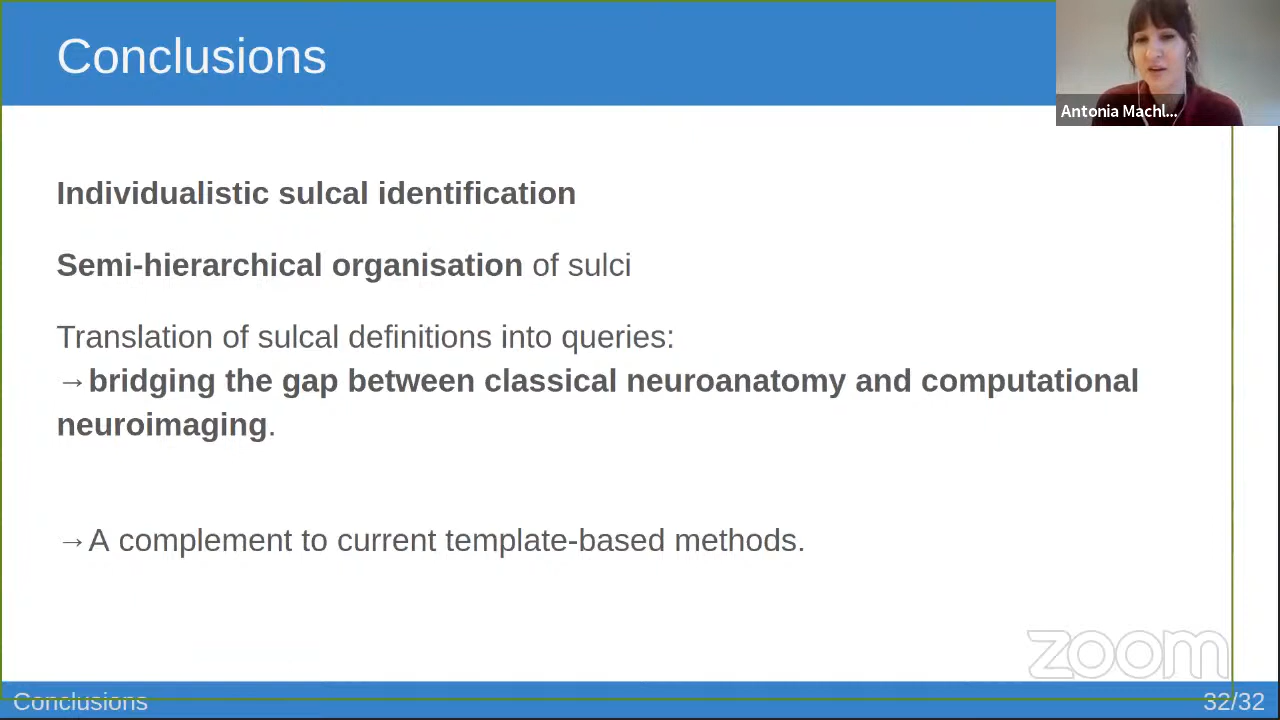 Conclusions
Antonia Machl...
Individualistic sulcal identification
Semi-hierarchical organisation of sulci
Translation of sulcal definitions into queries:
→bridging the gap between classical neuroanatomy and computational
neuroimaging.
→A complement to current template-based methods.
zoom
Conclusions
32/32